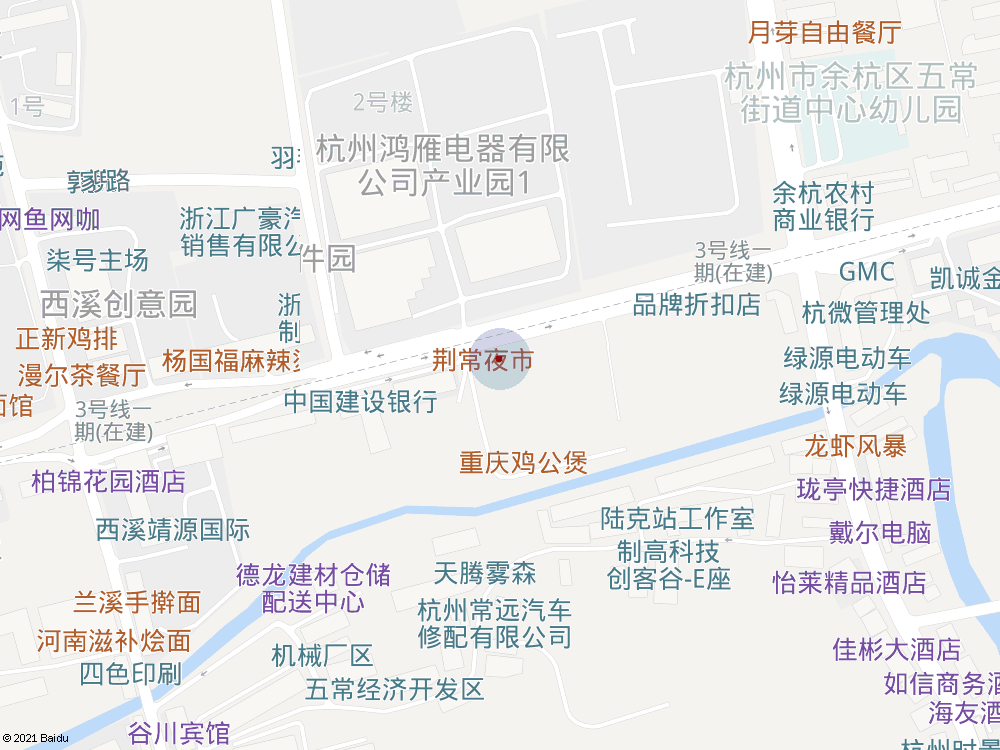 月芽自由餐厅
杭州市余杭区五常
街道中心幼儿园
1号
2号楼
杭州鸿雁电器有限
公司产业园1
羽
郭
路
余杭农村
商业银行
网鱼网咖
浙江广豪汽
销售有限公
柒号主场
件园
3号线一
期(在建)
GMC
凯诚金
西溪创意园
浙
制
品牌折扣店
杭微管理处
正新鸡排
杨国福麻辣
荆常夜市
绿源电动车
漫尔茶餐厅
绿源电动车
面馆
3号线一
期(在建)
中国建设银行
龙虾风暴
重庆鸡公煲
柏锦花园酒店
珑亭快捷酒店
西溪靖源国际
陆克站工作室
戴尔电脑
制高科技
创客谷-E座
德龙建材仓储
配送中心
天腾雾森
怡莱精品酒店
兰溪手擀面
杭州常远汽车
修配有限公司
河南滋补烩面
机械厂区
佳彬大酒店
四色印刷
五常经济开发区
如信商务酒
海友酒
谷川宾馆
杭州时景
© 2021 Baidu